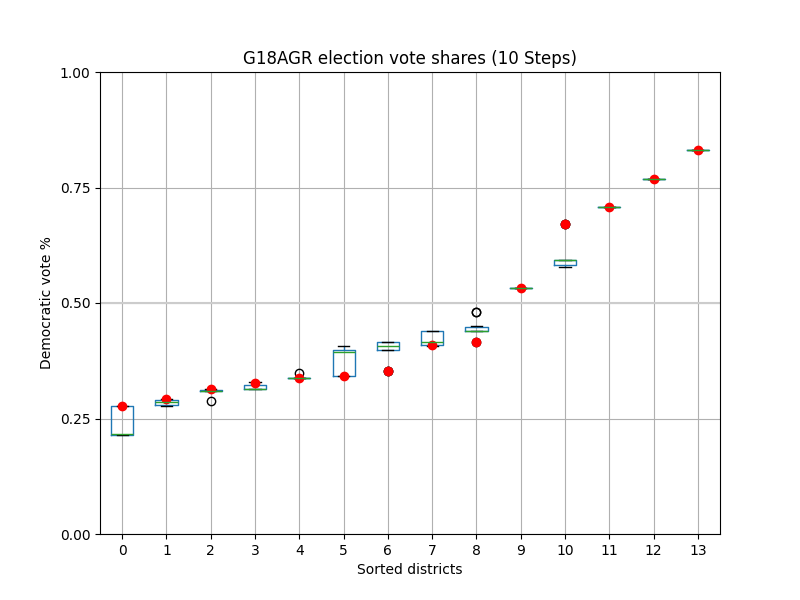 G18AGR election vote shares (10 Steps)
1.00
0.75
0.50
0.25
0.00
Democratic vote %
0 1 2 3 4 5 6 7 8 9 10 11 12 13
Sorted districts